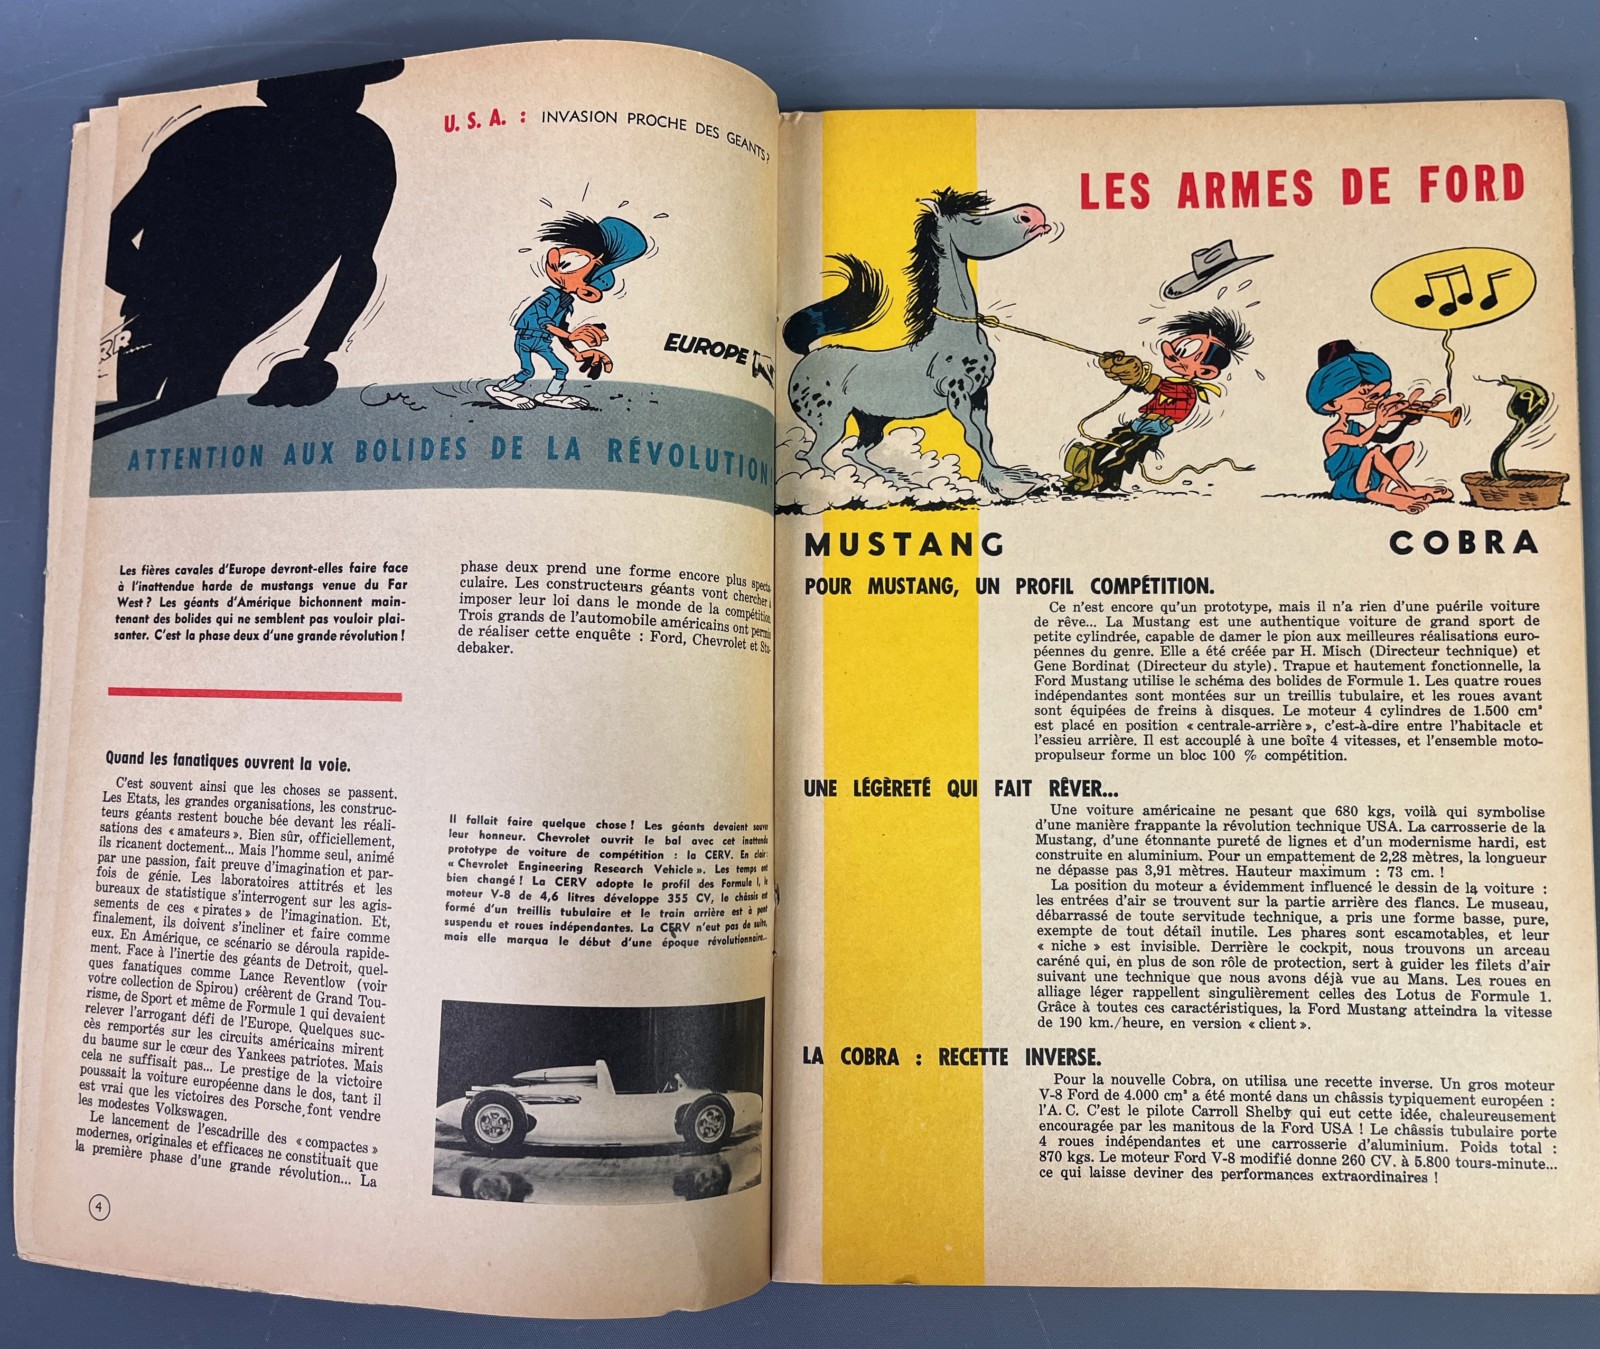 U. S. A. : INVASION PROCHE DES GEANTS?
EUROPE
ATTENTION AUX BOLIDES DE LA RÉVOLUTION
Les fières cavales d'Europe devront-elles faire face
à l'inattendue harde de mustangs venue du Far
West ? Les géants d'Amérique bichonnent main-
tenant des bolides qui ne semblent pas vouloir plai-
santer. C'est la phase deux d'une grande révolution !
Quand les fanatiques ouvrent la voie.
C'est souvent ainsi que les choses se passent.
Les Etats, les grandes organisations, les construc-
teurs géants restent bouche bée devant les réali-
sations des « amateurs ». Bien sûr, officiellement,
ils ricanent doctement... Mais l'homme seul, animé
par une passion, fait preuve d'imagination et par-
fois de génie. Les laboratoires attitrés et les
bureaux de statistique s'interrogent sur les agis-
sements de ces « pirates » de l'imagination. Et,
finalement, ils doivent s'incliner et faire comme
eux. En Amérique, ce scénario se déroula rapide-
ment. Face à l'inertie des géants de Detroit, quel-
ques fanatiques comme Lance Reventlow (voir
votre collection de Spirou) créèrent de Grand Tou-
risme, de Sport et même de Formule 1 qui devaient
relever l'arrogant défi de l'Europe. Quelques suc-
cès remportés sur les circuits américains mirent
du baume sur le cœur des Yankees patriotes. Mais
cela ne suffisait pas... Le prestige de la victoire
poussait la voiture européenne dans le dos, tant il
est vrai que les victoires des Porsche font vendre
les modestes Volkswagen.
Le lancement de l'escadrille des « compactes »
modernes, originales et efficaces ne constituait que
la première phase d'une grande révolution... La
4
phase deux prend une forme encore plus specta-
culaire. Les constructeurs géants vont chercher à
imposer leur loi dans le monde de la compétition.
Trois grands de l'automobile américains ont permis
de réaliser cette enquête : Ford, Chevrolet et Stu-
debaker.
Il fallait faire quelque chose ! Les géants devaient sauver
leur honneur. Chevrolet ouvrit le bal avec cet inattendu
prototype de voiture de compétition : la CERV. En clair :
« Chevrolet Engineering Research Vehicle ». Les temps ont
bien changé ! La CERV adopte le profil des Formule I, le
moteur V-8 de 4,6 litres développe 355 CV, le châssis est
formé d'un treillis tubulaire et le train arrière est à pont
suspendu et roues indépendantes. La CERV n'eut pas de suite,
mais elle marqua le début d'une époque révolutionnaire...
LES ARMES DE FORD
MUSTANG
COBRA
POUR MUSTANG, UN PROFIL COMPÉTITION.
Ce n'est encore qu'un prototype, mais il n'a rien d'une puérile voiture
de rêve... La Mustang est une authentique voiture de grand sport de
petite cylindrée, capable de damer le pion aux meilleures réalisations euro-
péennes du genre. Elle a été créée par H. Misch (Directeur technique) et
Gene Bordinat (Directeur du style). Trapue et hautement fonctionnelle, la
Ford Mustang utilise le schéma des bolides de Formule 1. Les quatre roues
indépendantes sont montées sur un treillis tubulaire, et les roues avant
sont équipées de freins à disques. Le moteur 4 cylindres de 1.500 cm³
est placé en position « centrale-arrière », c'est-à-dire entre l'habitacle et
l'essieu arrière. Il est accouplé à une boîte 4 vitesses, et l'ensemble moto-
propulseur forme un bloc 100 % compétition.
UNE LÉGÈRETÉ QUI FAIT RÊVER...
Une voiture américaine ne pesant que 680 kgs, voilà qui symbolise
d'une manière frappante la révolution technique USA. La carrosserie de la
Mustang, d'une étonnante pureté de lignes et d'un modernisme hardi, est
construite en aluminium. Pour un empattement de 2,28 mètres, la longueur
ne dépasse pas 3,91 mètres. Hauteur maximum : 73 cm. !
La position du moteur a évidemment influencé le dessin de la voiture :
les entrées d'air se trouvent sur la partie arrière des flancs. Le museau,
débarrassé de toute servitude technique, a pris une forme basse, pure,
exempte de tout détail inutile. Les phares sont escamotables, et leur
« niche » est invisible. Derrière le cockpit, nous trouvons un arceau
caréné qui, en plus de son rôle de protection, sert à guider les filets d'air
suivant une technique que nous avons déjà vue au Mans. Les roues en
alliage léger rappellent singulièrement celles des Lotus de Formule 1.
Grâce à toutes ces caractéristiques, la Ford Mustang atteindra la vitesse
de 190 km./heure, en version « client ».
LA COBRA : RECETTE INVERSE.
Pour la nouvelle Cobra, on utilisa une recette inverse. Un gros moteur
V-8 Ford de 4.000 cm³ a été monté dans un châssis typiquement européen :
l'A. C. C'est le pilote Carroll Shelby qui eut cette idée, chaleureusement
encouragée par les manitous de la Ford USA ! Le châssis tubulaire porte
4 roues indépendantes et une carrosserie d'aluminium. Poids total :
870 kgs. Le moteur Ford V-8 modifié donne 260 CV. à 5.800 tours-minute...
ce qui laisse deviner des performances extraordinaires !